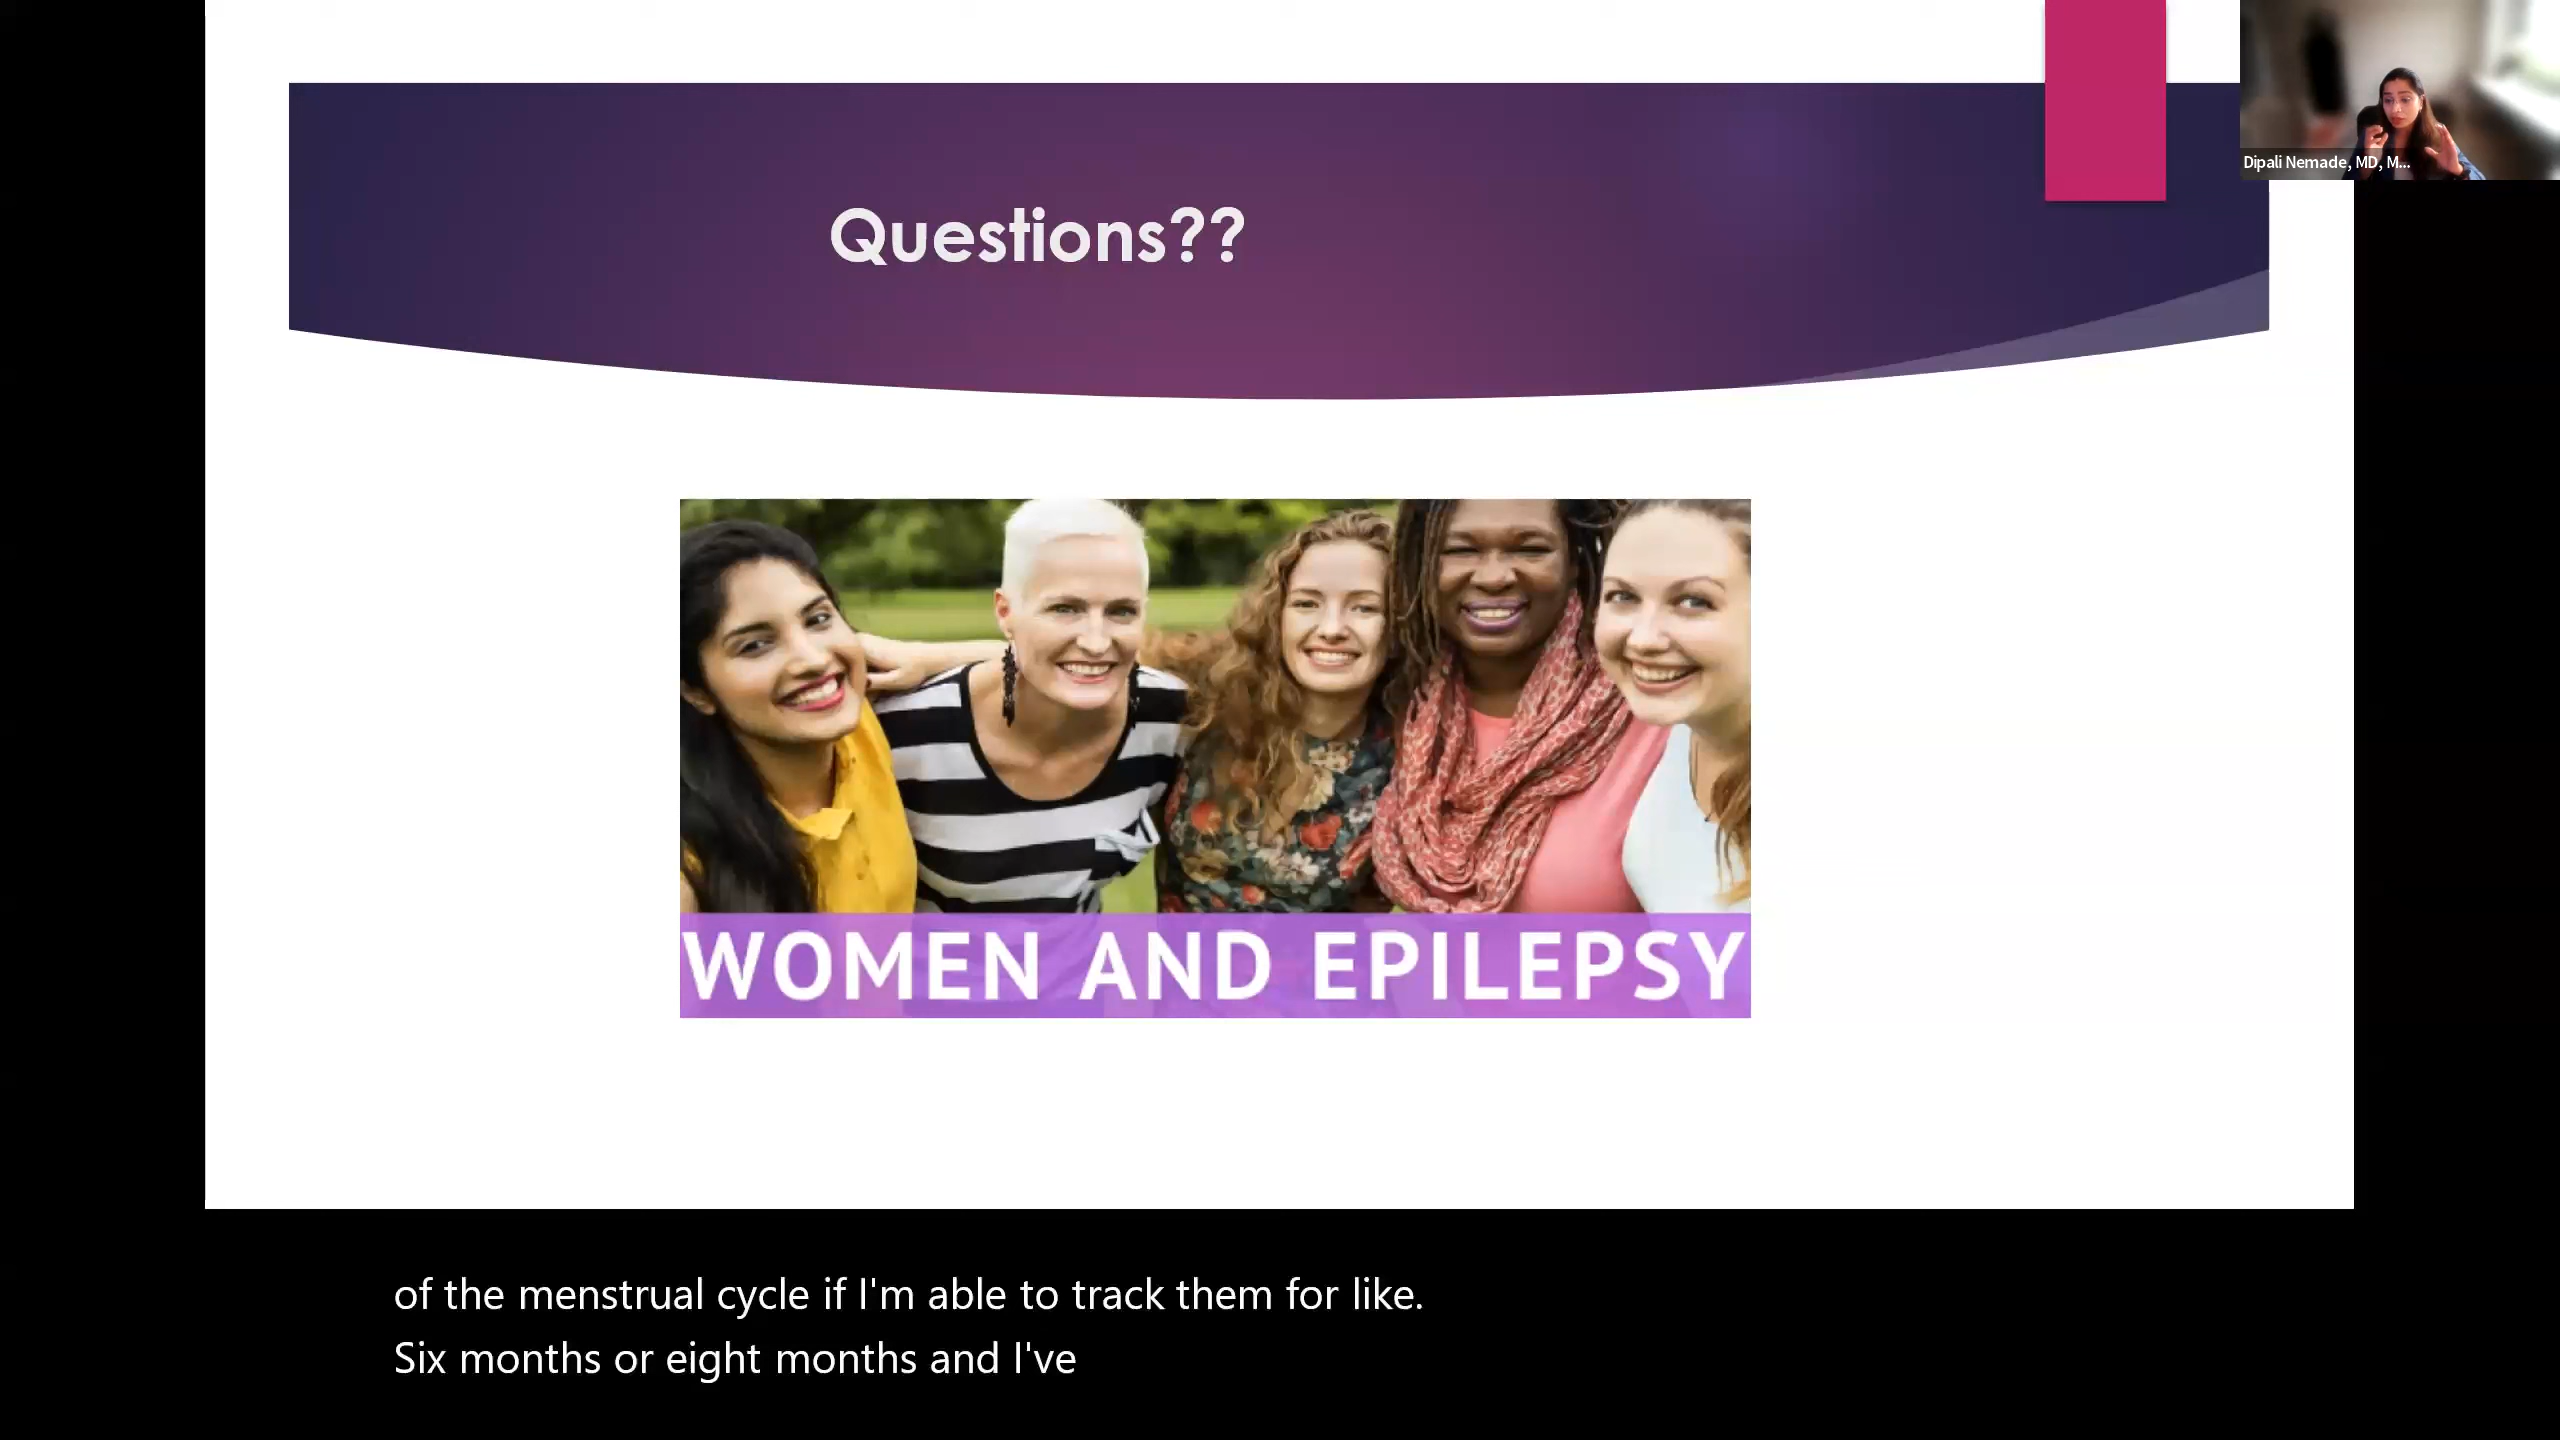 Questions??
Dipali Nemade, MD, M...
WOMEN AND EPILEPSY
of the menstrual cycle if I'm able to track them for like.
Six months or eight months and I've